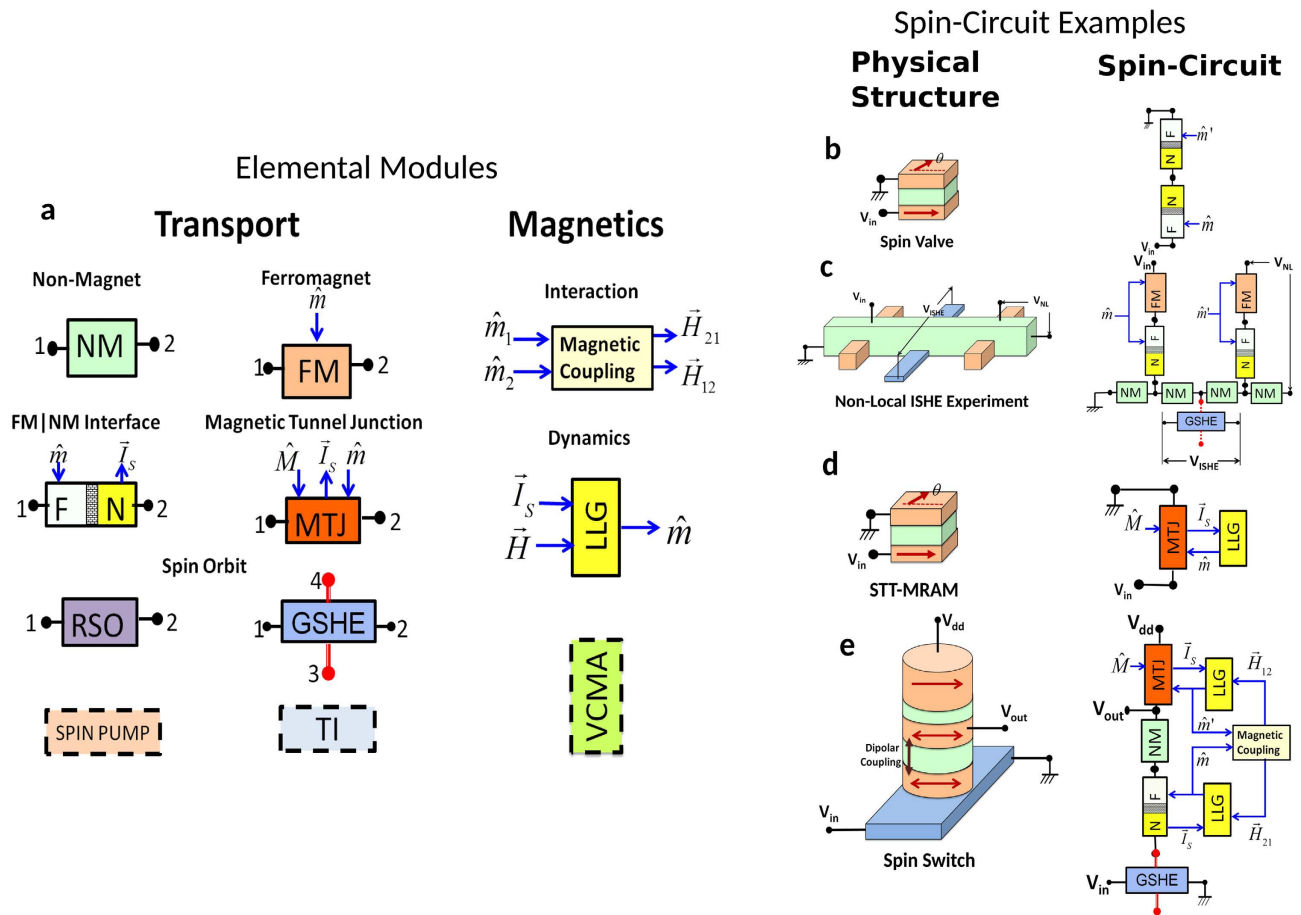 Spin-Circuit Examples
Physical
Structure
Spin-Circuit
Elemental Modules
a
Transport
Magnetics
Non-Magnet
1 NM 2
Ferromagnet
m̂
1 FM 2
FM|NM Interface
m̂ I⃗S
1 F N 2
Magnetic Tunnel Junction
M̂ I⃗S m̂
1 MTJ 2
Spin Orbit
1 RSO 2
4
1 GSHE 2
3
SPIN PUMP
TI
Interaction
m̂1
m̂2
Magnetic
Coupling
H⃗21
H⃗12
Dynamics
I⃗S
H⃗
LLG
m̂
VCMA
b
θ
Vin
Spin Valve
F
m̂'
N
N
F
m̂
Vin
c
Vin
VISHE
VNL
Non-Local ISHE Experiment
Vin
VNL
FM
FM
m̂
m̂'
F
N
F
N
NM NM NM NM
GSHE
VISHE
d
θ
Vin
STT-MRAM
M̂
MTJ
I⃗S
m̂
LLG
Vin
e
Vdd
Vout
Dipolar
Coupling
Vin
Spin Switch
Vdd
M̂
MTJ
I⃗S
LLG
H⃗12
Vout
m̂'
NM
Magnetic
Coupling
m̂
F
N
LLG
I⃗S
H⃗21
Vin
GSHE